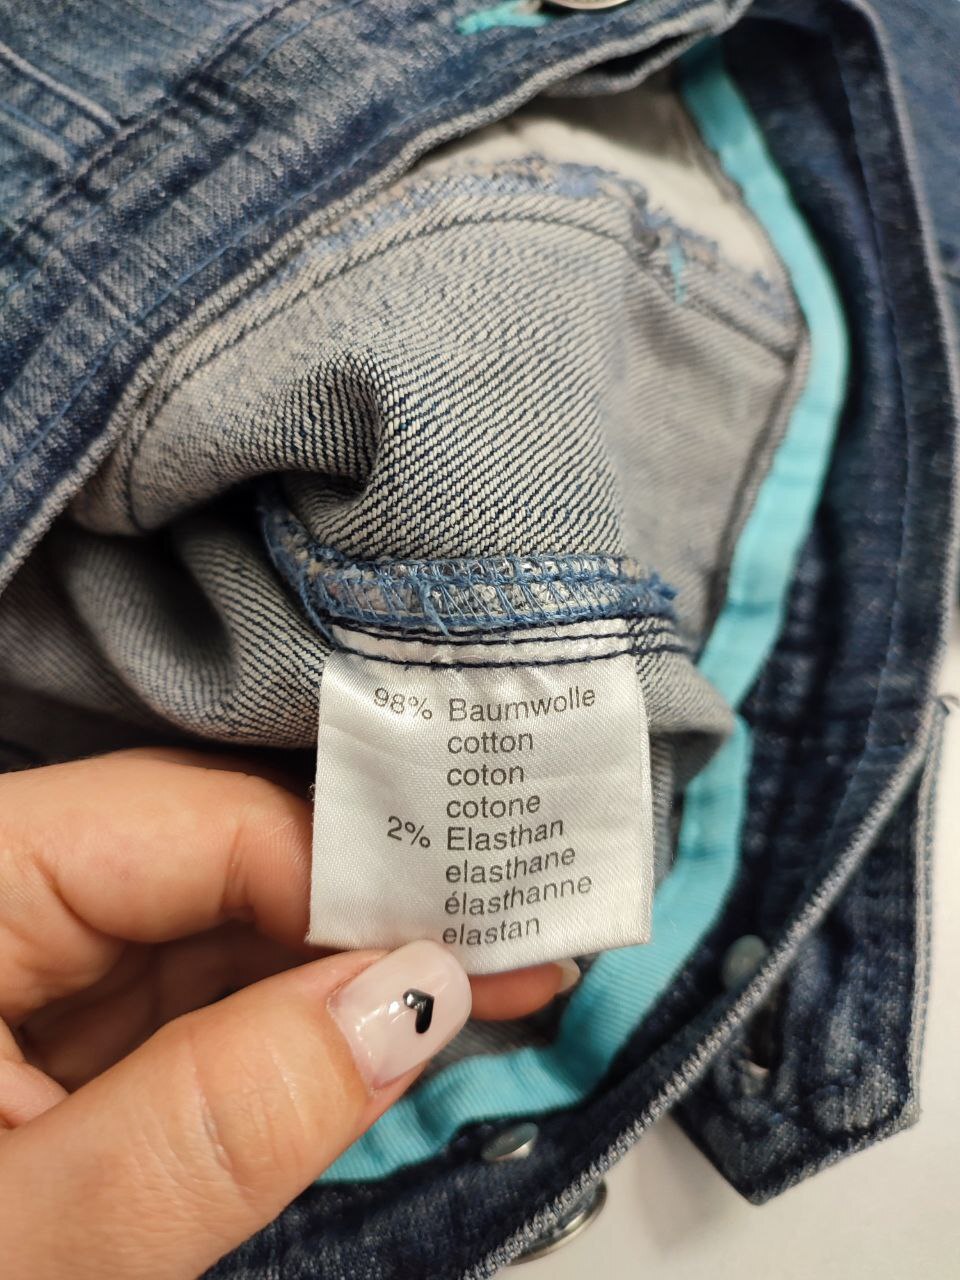 98% Baumwolle
cotton
coton
cotone
2% Elasthan
elasthane
élasthanne
elastan